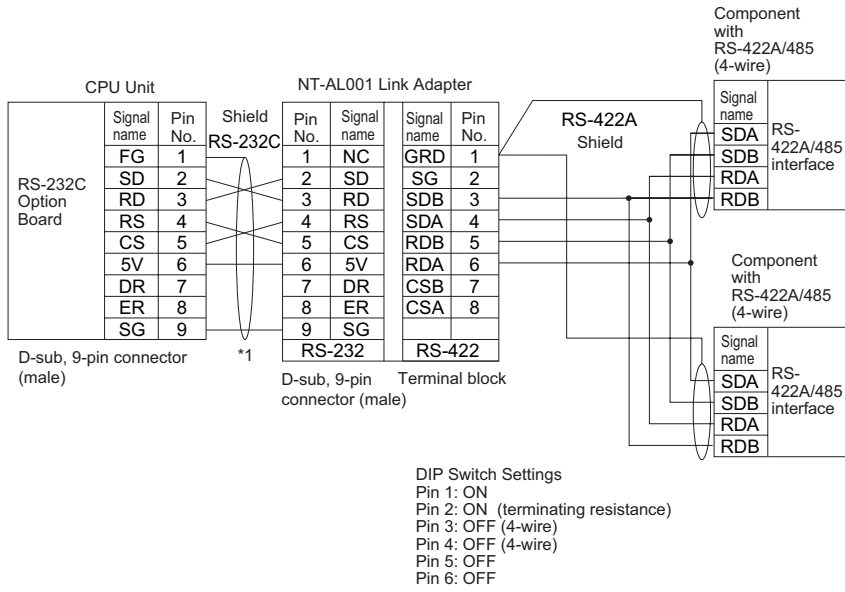 Component
with
RS-422A/485
(4-wire)
CPU Unit
NT-AL001 Link Adapter
RS-232C
Option
Board
Signal name Pin No.
FG 1
SD 2
RD 3
RS 4
CS 5
5V 6
DR 7
ER 8
SG 9
D-sub, 9-pin connector
(male)
Shield
RS-232C
*1
Pin No. Signal name
1 NC
2 SD
3 RD
4 RS
5 CS
6 5V
7 DR
8 ER
9 SG
RS-232
D-sub, 9-pin
connector (male)
Signal name Pin No.
GRD 1
SG 2
SDB 3
SDA 4
RDB 5
RDA 6
CSB 7
CSA 8
RS-422
Terminal block
RS-422A
Shield
Signal
name
SDA
SDB
RDA
RDB
RS-
422A/485
interface
Component
with
RS-422A/485
(4-wire)
Signal
name
SDA
SDB
RDA
RDB
RS-
422A/485
interface
DIP Switch Settings
Pin 1: ON
Pin 2: ON (terminating resistance)
Pin 3: OFF (4-wire)
Pin 4: OFF (4-wire)
Pin 5: OFF
Pin 6: OFF